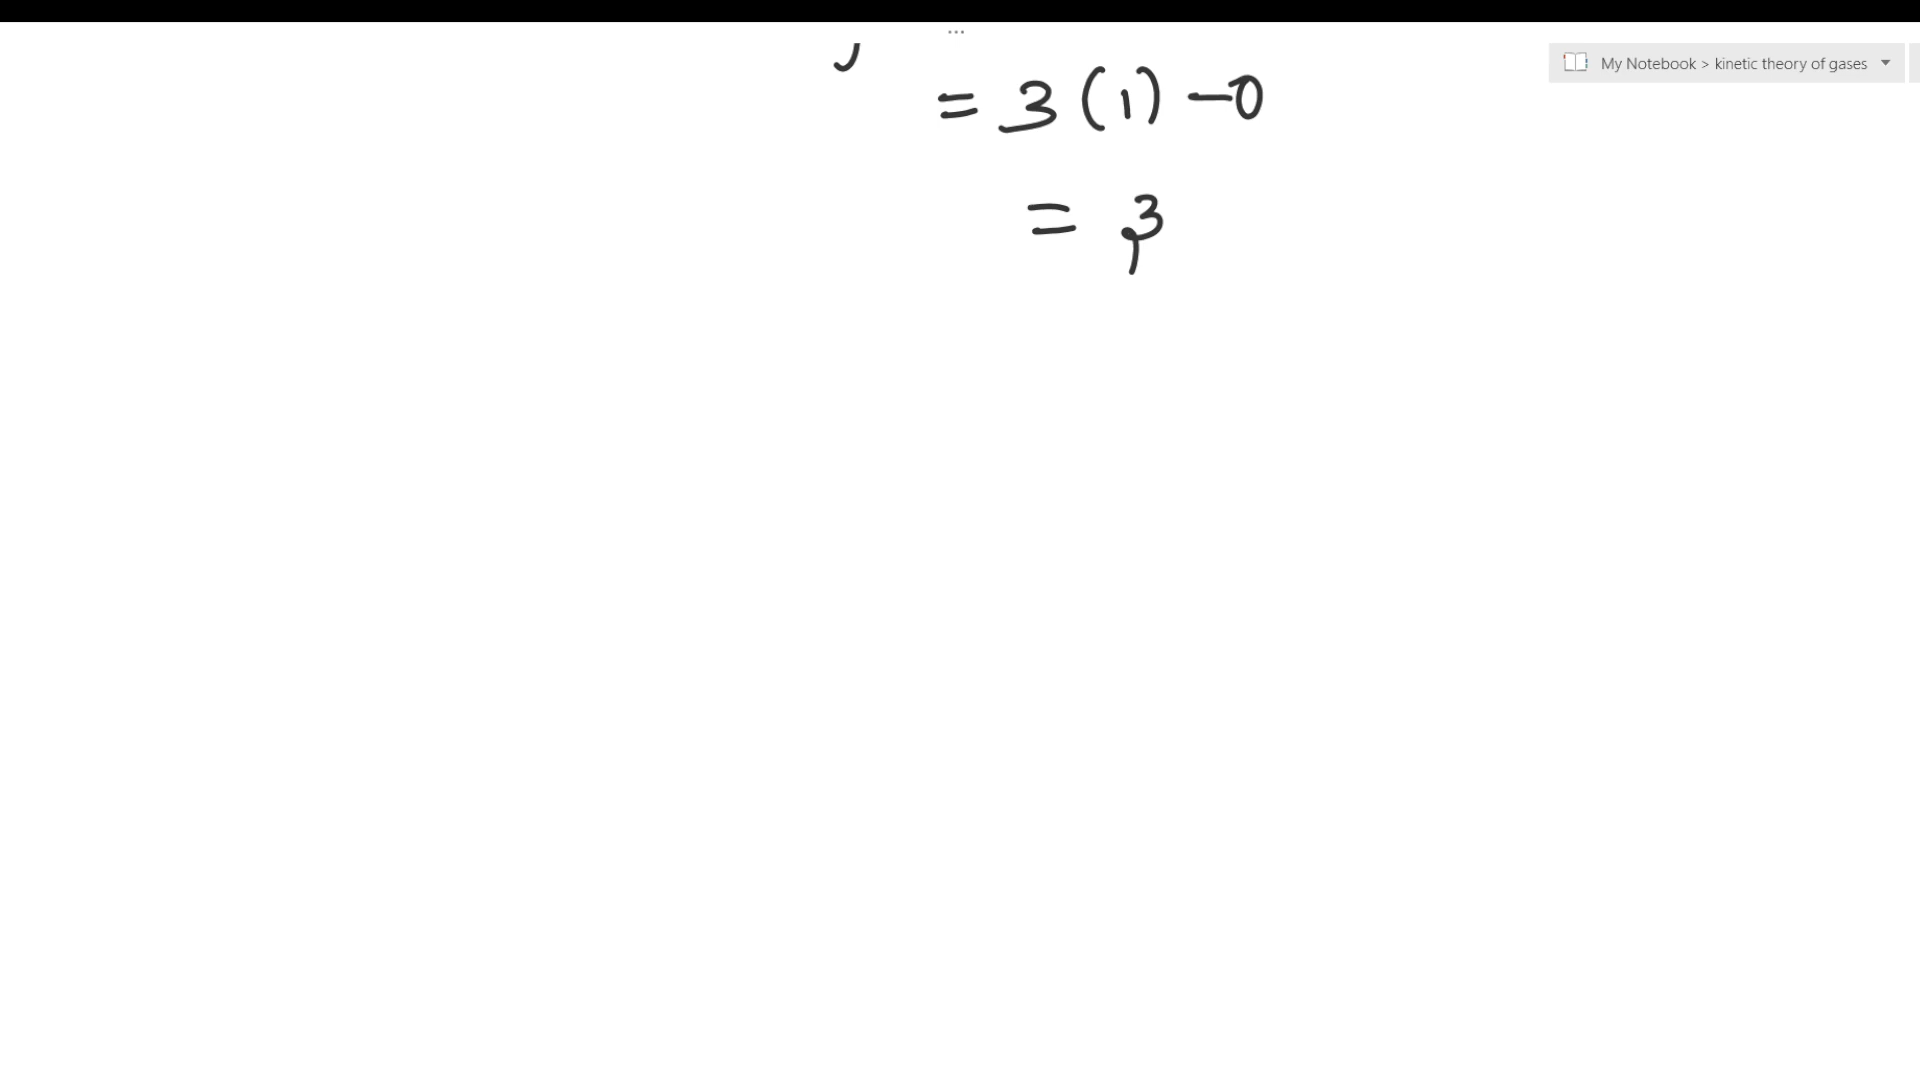 ...
My Notebook > kinetic theory of gases
= 3 (1) - 0
= 3